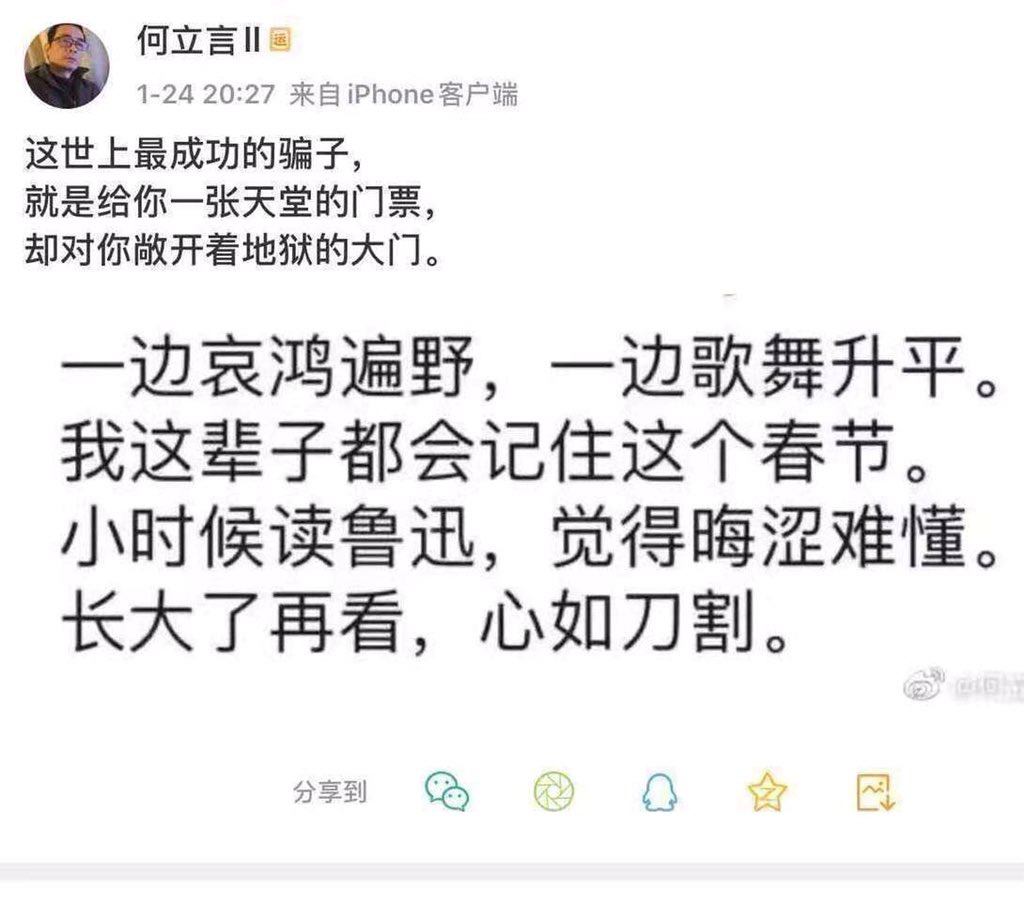 何立言II运
1-24 20:27 来自iPhone客户端
这世上最成功的骗子，
就是给你一张天堂的门票，
却对你敞开着地狱的大门。
一边哀鸿遍野，一边歌舞升平。
我这辈子都会记住这个春节。
小时候读鲁迅，觉得晦涩难懂。
长大了再看，心如刀割。
分享到